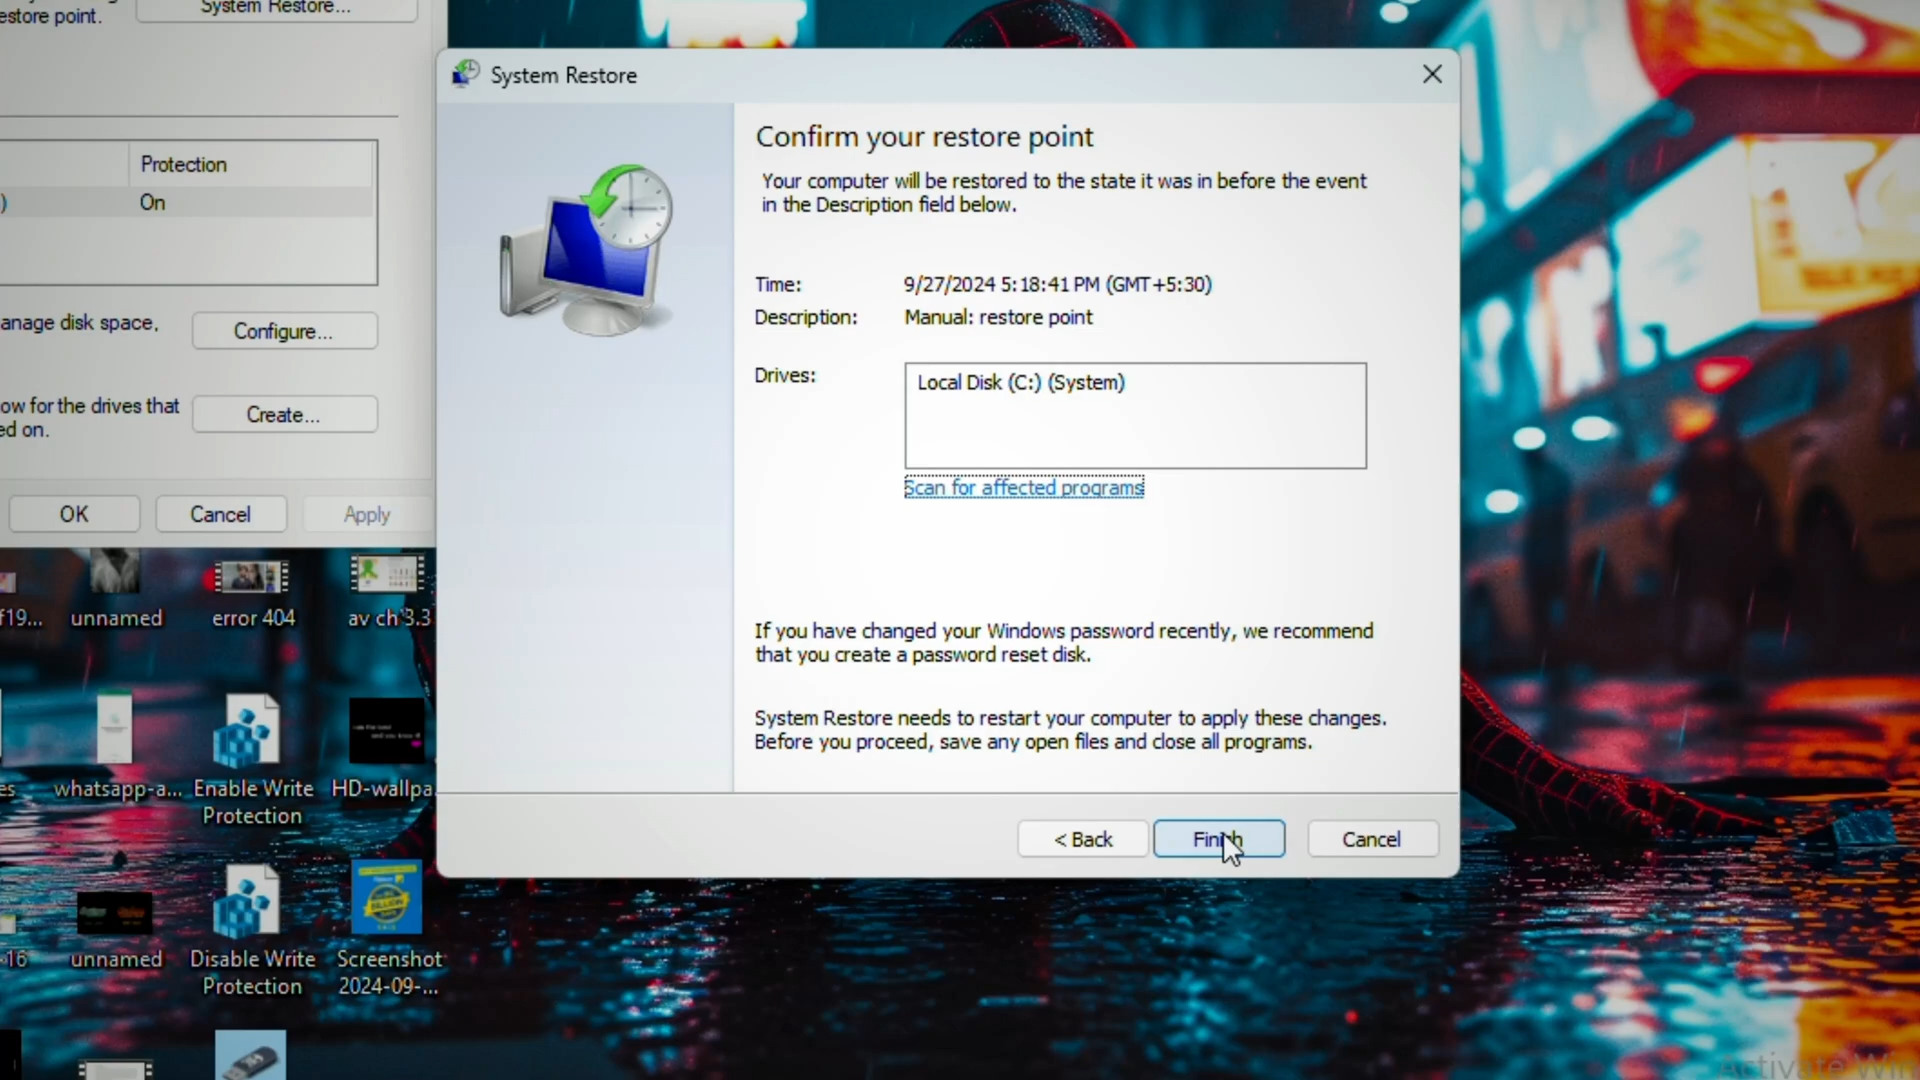 System Restore...
estore point.
Protection
On
anage disk space,
Configure...
ow for the drives that
ed on.
Create...
OK
Cancel
Apply
System Restore
Confirm your restore point
Your computer will be restored to the state it was in before the event
in the Description field below.
Time:
9/27/2024 5:18:41 PM (GMT+5:30)
Description:
Manual: restore point
Drives:
Local Disk (C:) (System)
Scan for affected programs
If you have changed your Windows password recently, we recommend
that you create a password reset disk.
System Restore needs to restart your computer to apply these changes.
Before you proceed, save any open files and close all programs.
< Back
Finish
Cancel
f19...
unnamed
error 404
av ch 3.3
es
whatsapp-a...
Enable Write
Protection
HD-wallpa
-16
unnamed
Disable Write
Protection
Screenshot
2024-09-...
Activate Win